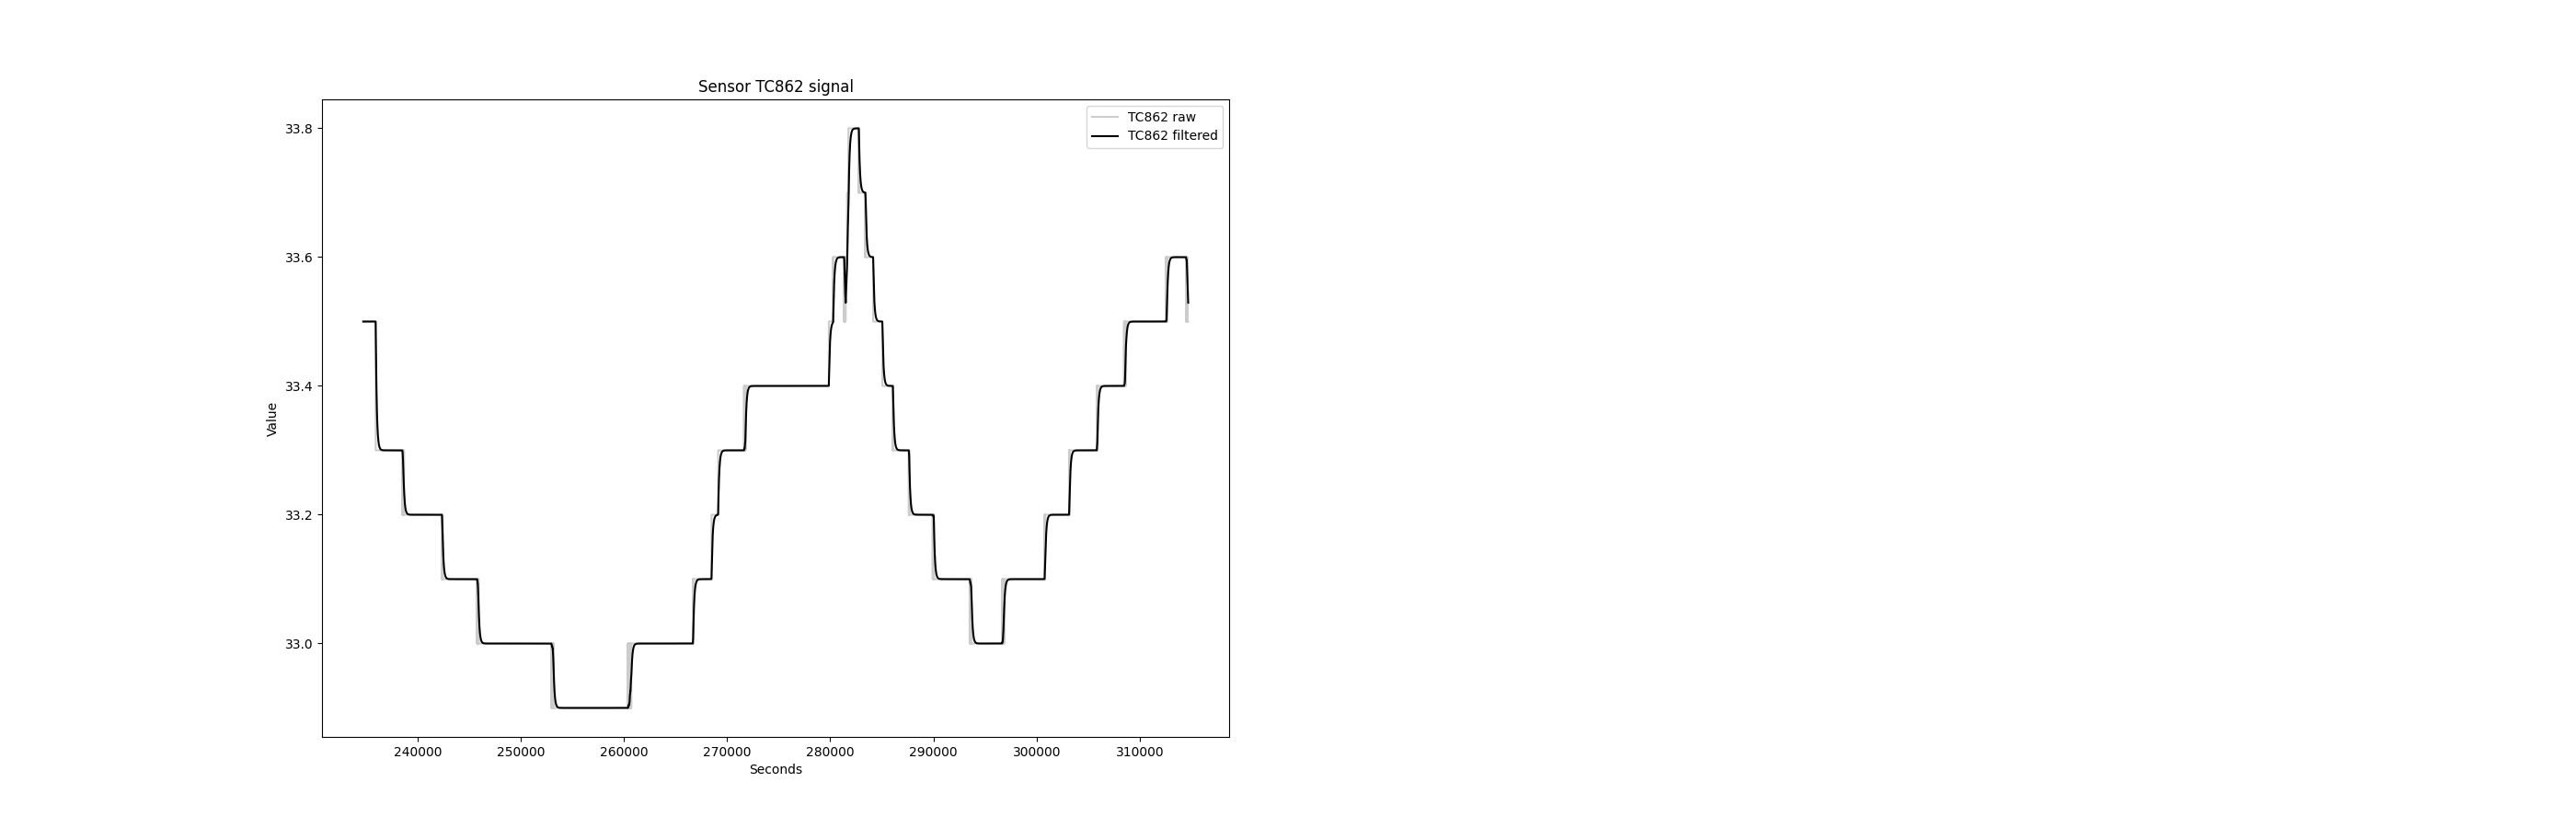 Sensor TC862 signal
TC862 raw
TC862 filtered
33.8
33.6
33.4
33.2
33.0
Value
240000 250000 260000 270000 280000 290000 300000 310000
Seconds